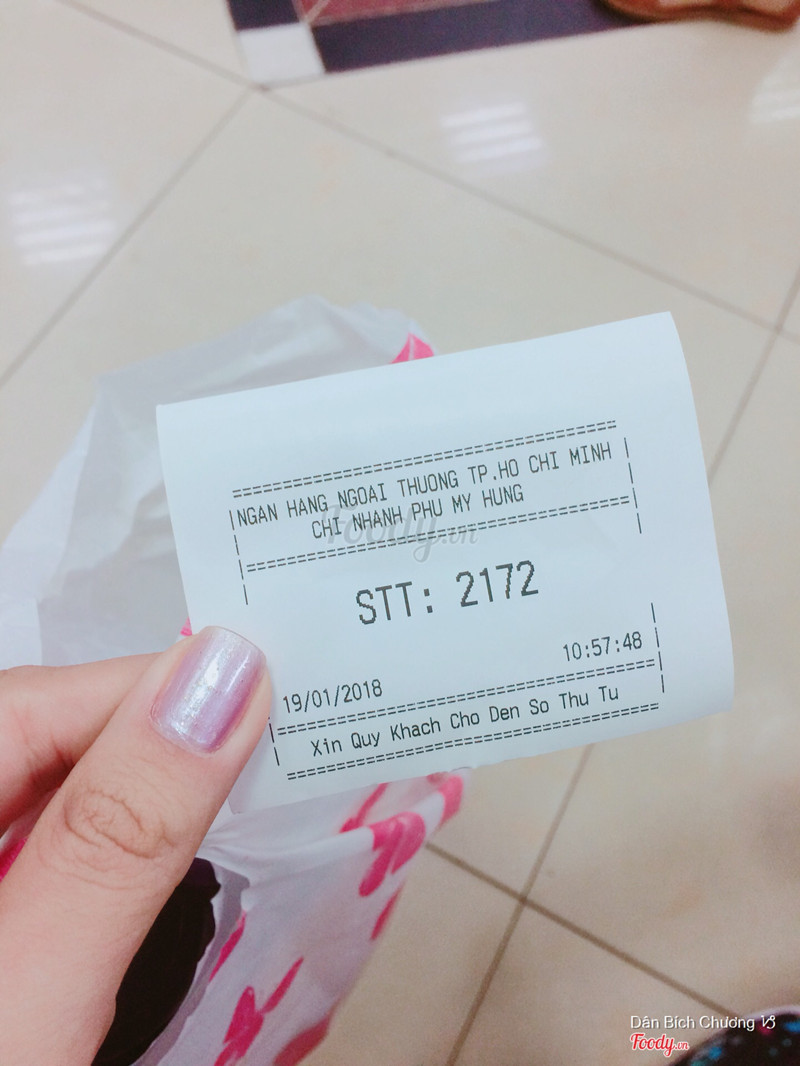 NGAN HANG NGOAI THUONG TP.HO CHI MINH
CHI NHANH PHU MY HUNG
Foody.vn
STT: 2172
19/01/2018 10:57:48
Xin Quy Khach Cho Den So Thu Tu
Dân Bích Chương
Foody.vn